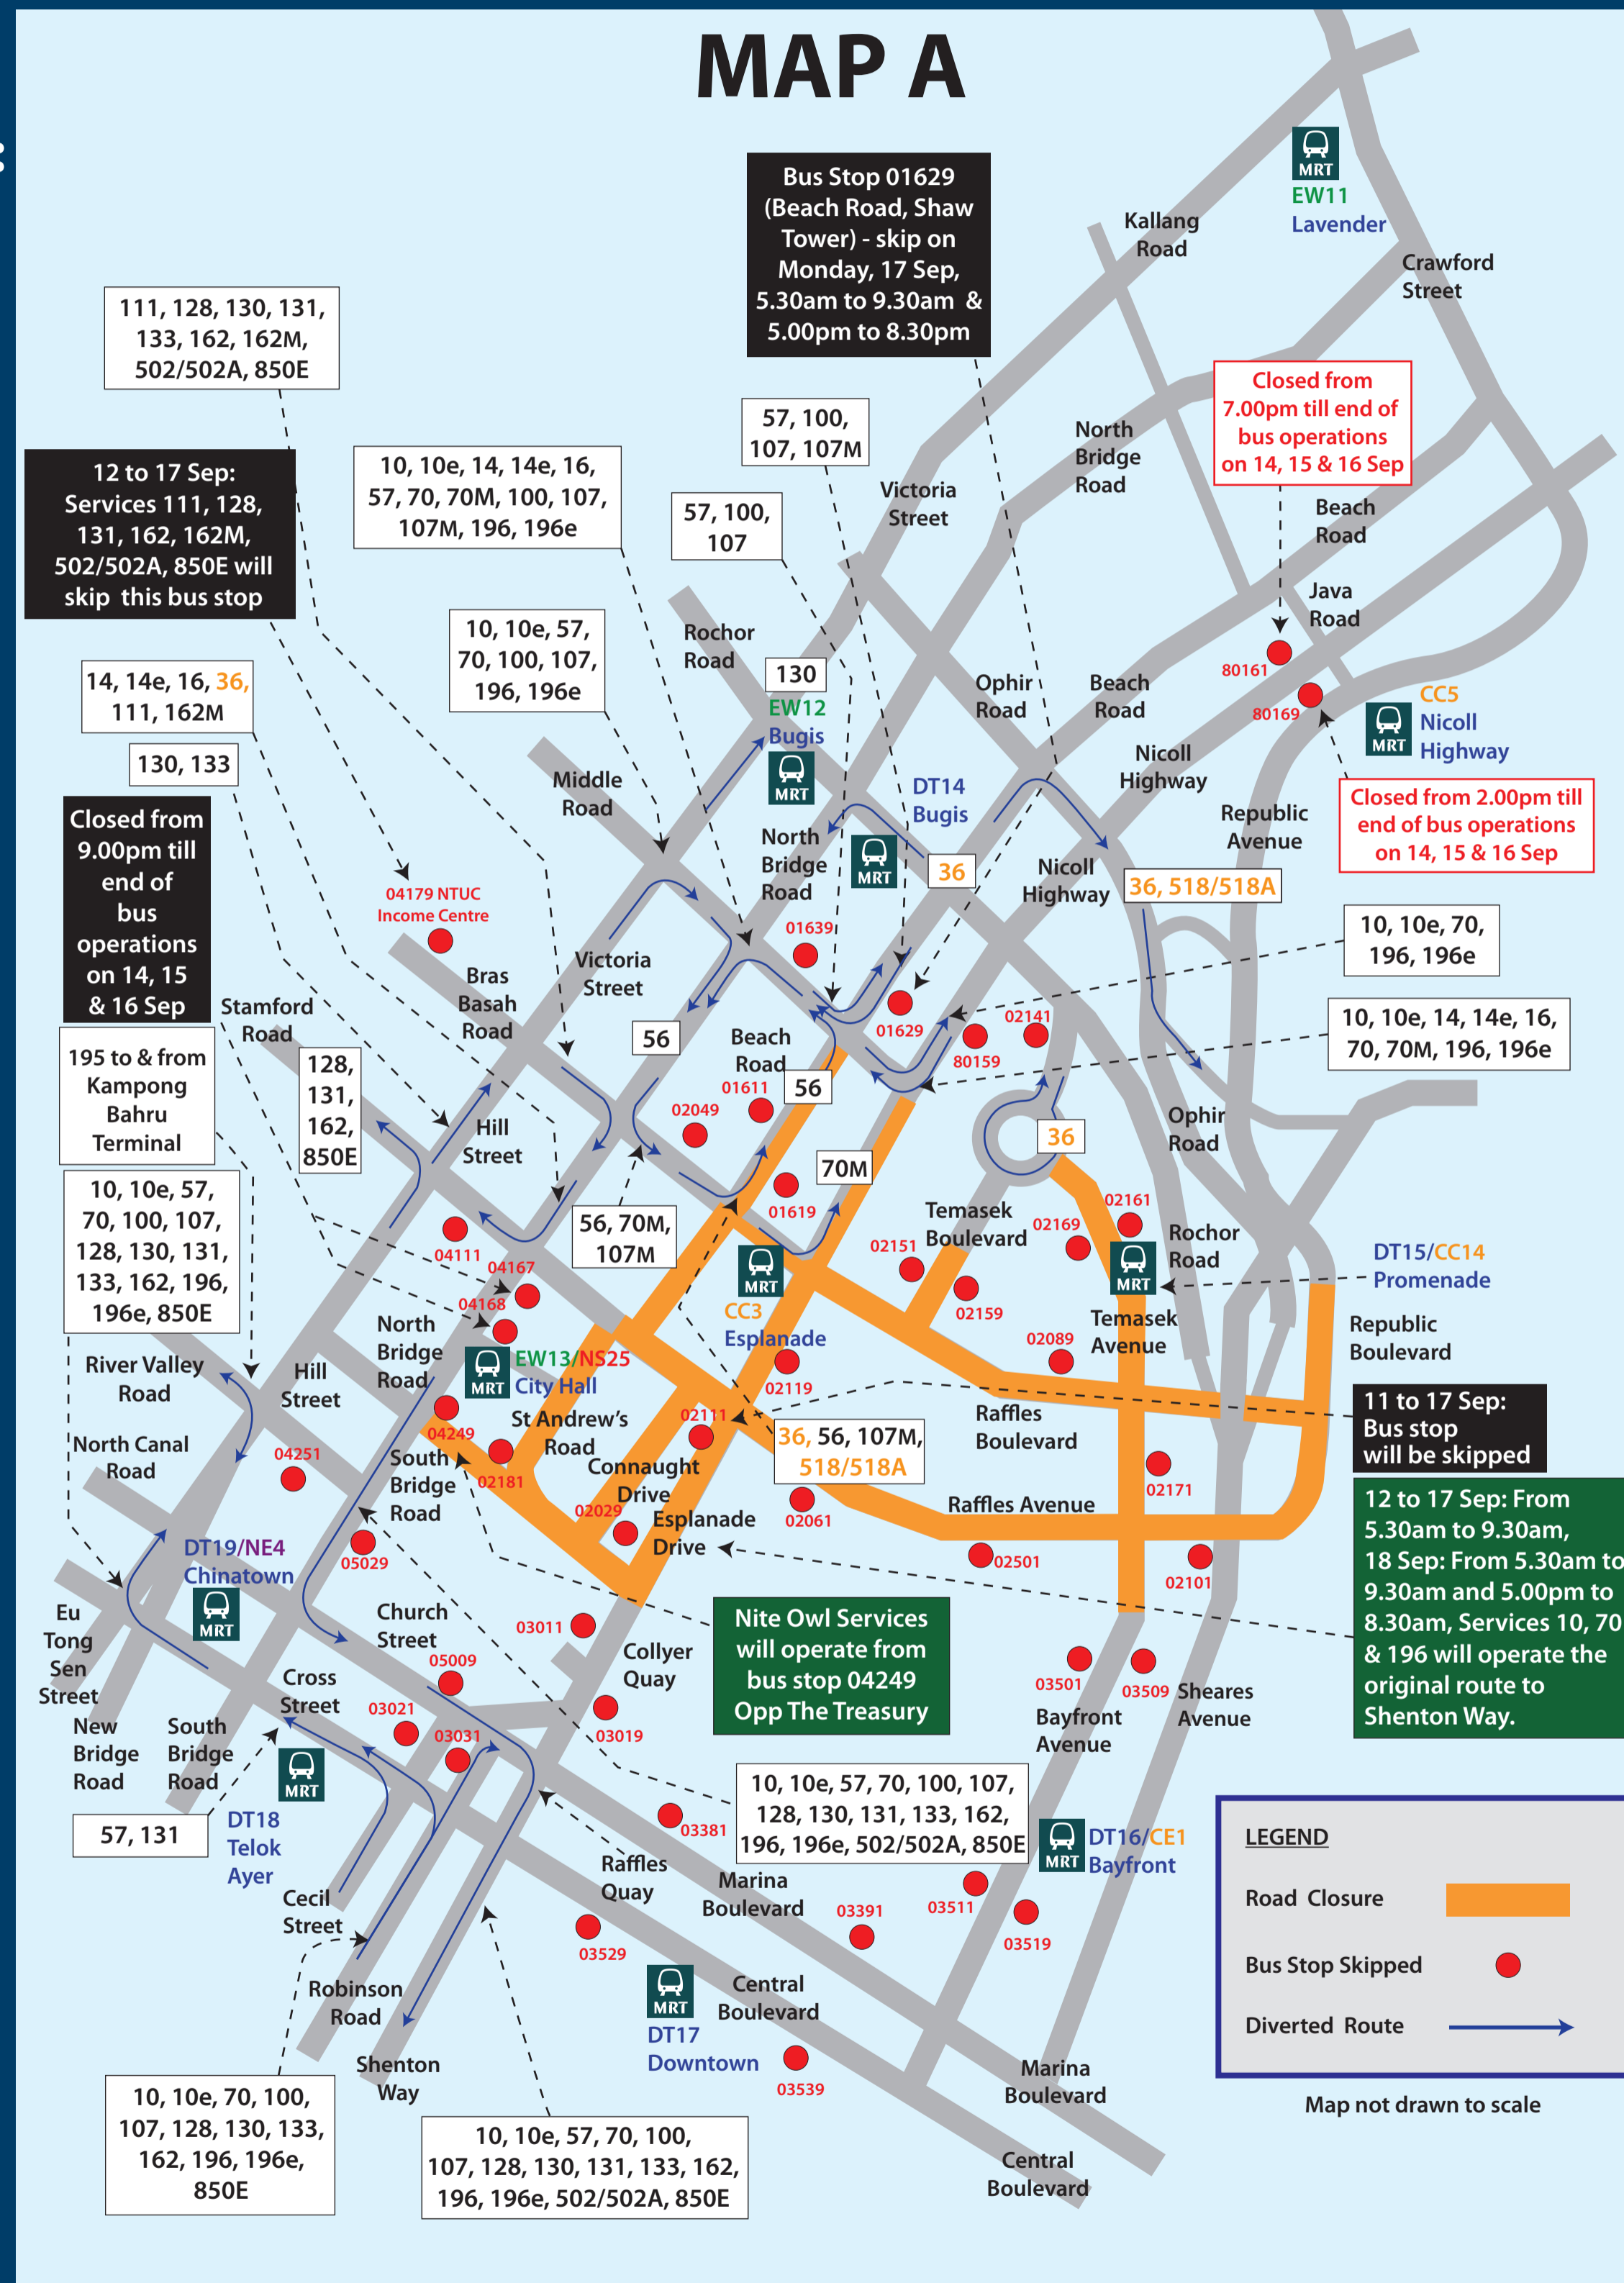 MAP A
:
Bus Stop 01629
(Beach Road, Shaw
Tower) - skip on
Monday, 17 Sep,
5.30am to 9.30am &
5.00pm to 8.30pm
MRT
EW11
Lavender
Kallang
Road
Crawford
Street
111, 128, 130, 131,
133, 162, 162M,
502/502A, 850E
Closed from
7.00pm till end of
bus operations
on 14, 15 & 16 Sep
57, 100,
107, 107M
North
Bridge
Road
12 to 17 Sep:
Services 111, 128,
131, 162, 162M,
502/502A, 850E will
skip this bus stop
10, 10e, 14, 14e, 16,
57, 70, 70M, 100, 107,
107M, 196, 196e
Victoria
Street
57, 100,
107
Beach
Road
Java
Road
10, 10e, 57,
70, 100, 107,
196, 196e
Rochor
Road
80161
14, 14e, 16, 36,
111, 162M
130
EW12
Bugis
MRT
Ophir
Road
Beach
Road
80169
MRT
CC5
Nicoll
Highway
130, 133
Middle
Road
Nicoll
Highway
DT14
Bugis
MRT
Closed from 2.00pm till
end of bus operations
on 14, 15 & 16 Sep
Closed from
9.00pm till
end of
bus
operations
on 14, 15
& 16 Sep
Republic
Avenue
North
Bridge
Road
36
Nicoll
Highway
36, 518/518A
04179 NTUC
Income Centre
01639
10, 10e, 70,
196, 196e
Victoria
Street
Bras
Basah
Road
Stamford
Road
01629
02141
80159
10, 10e, 14, 14e, 16,
70, 70M, 196, 196e
195 to & from
Kampong
Bahru
Terminal
128,
131,
162,
850E
56
Beach
Road
01611
56
02049
Hill
Street
Ophir
Road
36
10, 10e, 57,
70, 100, 107,
128, 130, 131,
133, 162, 196,
196e, 850E
70M
01619
56, 70M,
107M
04111
04167
04168
Temasek
Boulevard
02161
02169
02151
02159
MRT
Rochor
Road
DT15/CC14
Promenade
MRT
CC3
Esplanade
North
Bridge
Road
MRT
EW13/NS25
City Hall
Temasek
Avenue
02089
Republic
Boulevard
River Valley
Road
Hill
Street
02119
02111
04249
St Andrew's
Road
36, 56, 107M,
518/518A
Raffles
Boulevard
11 to 17 Sep:
Bus stop
will be skipped
North Canal
Road
04251
South
Bridge
Road
02181
Connaught
Drive
02029
Esplanade
Drive
02061
Raffles Avenue
02171
12 to 17 Sep: From
5.30am to 9.30am,
18 Sep: From 5.30am to
9.30am and 5.00pm to
8.30am, Services 10, 70
& 196 will operate the
original route to
Shenton Way.
DT19/NE4
Chinatown
MRT
05029
02501
02101
Eu
Tong
Sen
Street
Church
Street
03011
Nite Owl Services
will operate from
bus stop 04249
Opp The Treasury
Collyer
Quay
05009
Cross
Street
03501
03509
Sheares
Avenue
Bayfront
Avenue
New
Bridge
Road
South
Bridge
Road
03021
03031
03019
MRT
DT18
Telok
Ayer
57, 131
10, 10e, 57, 70, 100, 107,
128, 130, 131, 133, 162,
196, 196e, 502/502A, 850E
03381
MRT
DT16/CE1
Bayfront
Raffles
Quay
Marina
Boulevard
Cecil
Street
03391
03511
03519
03529
LEGEND
Road Closure
Bus Stop Skipped
Diverted Route
Robinson
Road
MRT
DT17
Downtown
Central
Boulevard
Shenton
Way
03539
Marina
Boulevard
Map not drawn to scale
10, 10e, 70, 100,
107, 128, 130, 133,
162, 196, 196e,
850E
10, 10e, 57, 70, 100,
107, 128, 130, 131, 133, 162,
196, 196e, 502/502A, 850E
Central
Boulevard